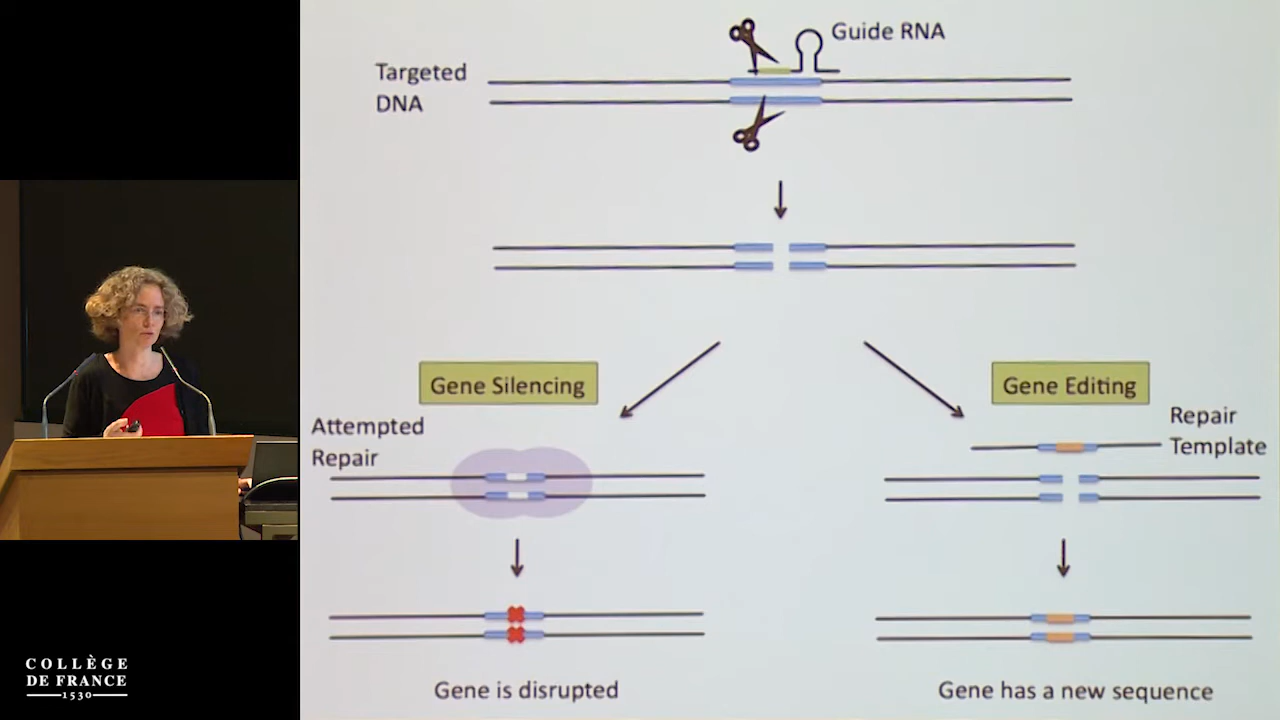 Guide RNA
Targeted
DNA
Gene Silencing
Gene Editing
Attempted
Repair
Repair
Template
Gene is disrupted
Gene has a new sequence
COLLÈGE
DE FRANCE
1530